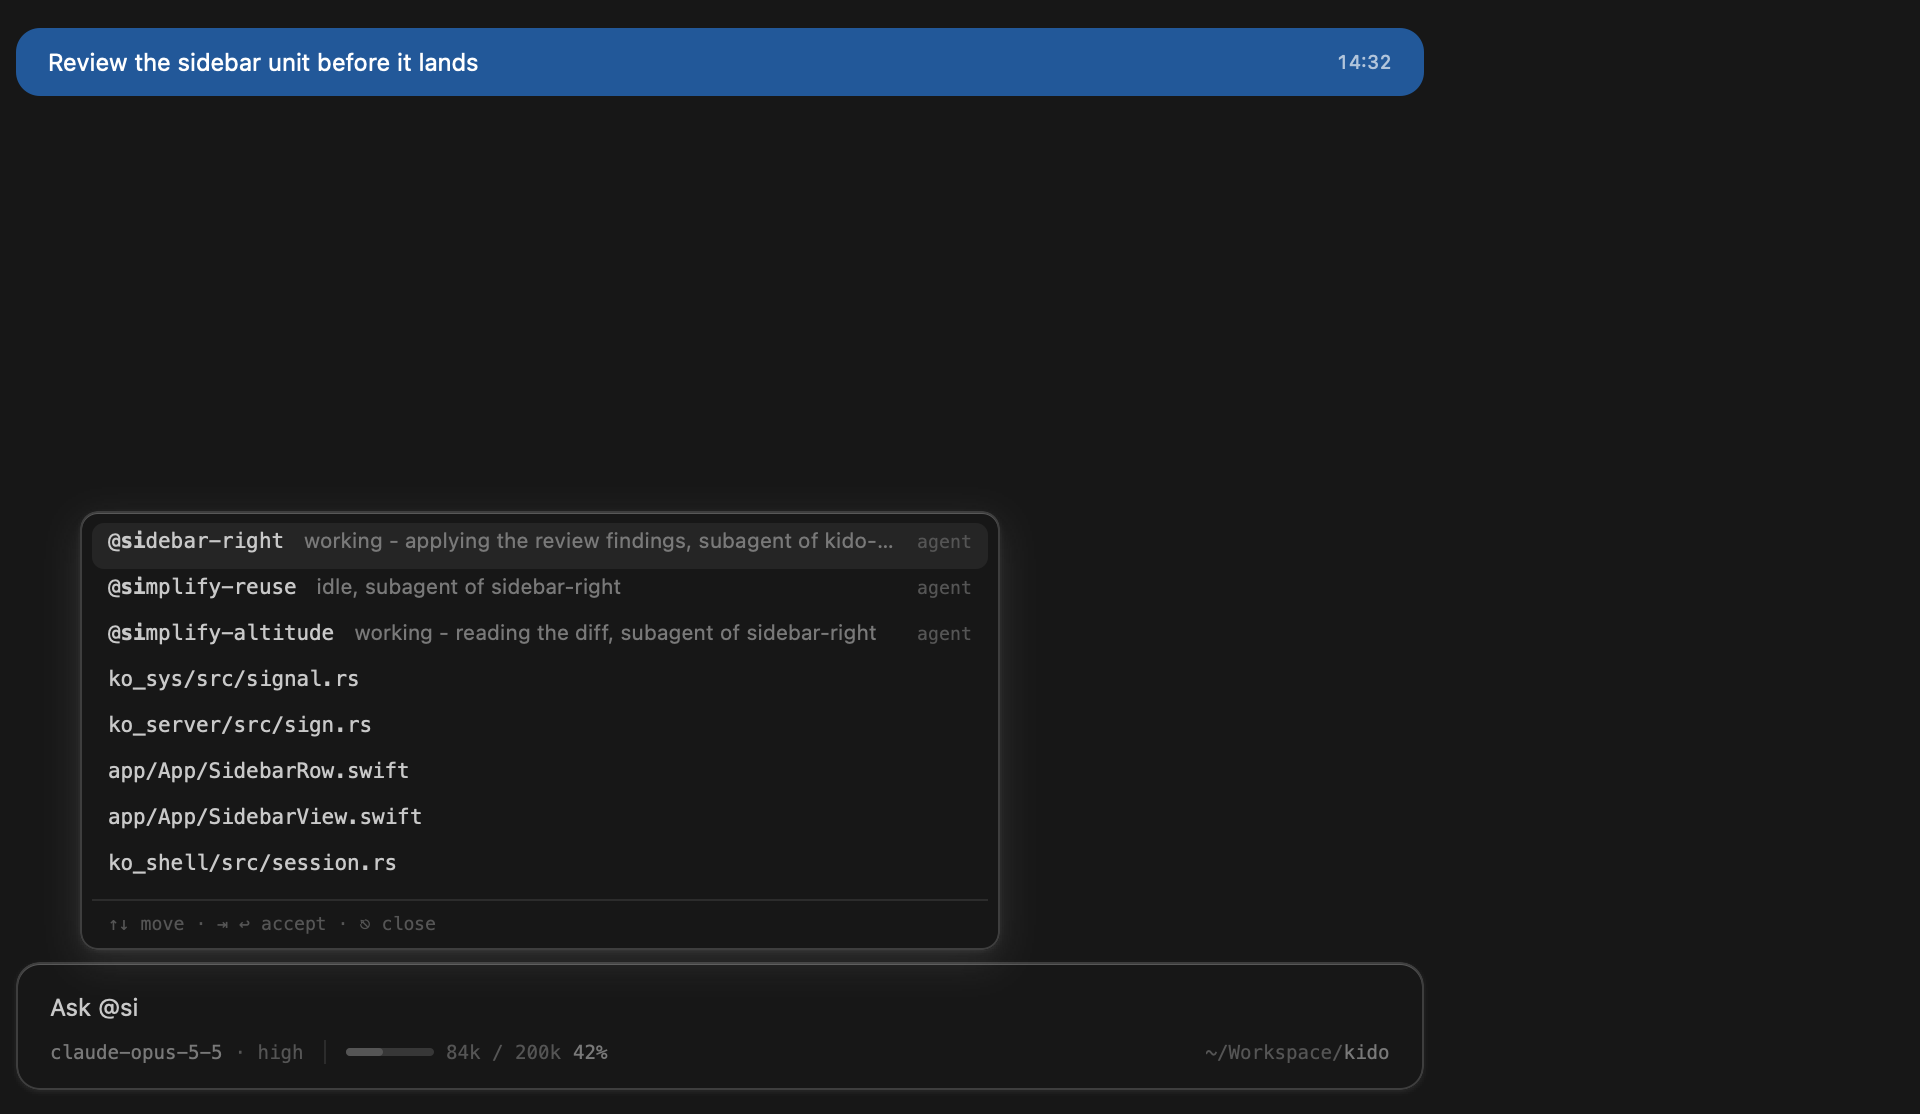 Review the sidebar unit before it lands 14:32
@sidebar-right working - applying the review findings, subagent of kido-… agent
@simplify-reuse idle, subagent of sidebar-right agent
@simplify-altitude working - reading the diff, subagent of sidebar-right agent
ko_sys/src/signal.rs
ko_server/src/sign.rs
app/App/SidebarRow.swift
app/App/SidebarView.swift
ko_shell/src/session.rs
↑↓ move · ⇥ ↩ accept · ⎋ close
Ask @si
claude-opus-5-5 · high 84k / 200k 42% ~/Workspace/kido